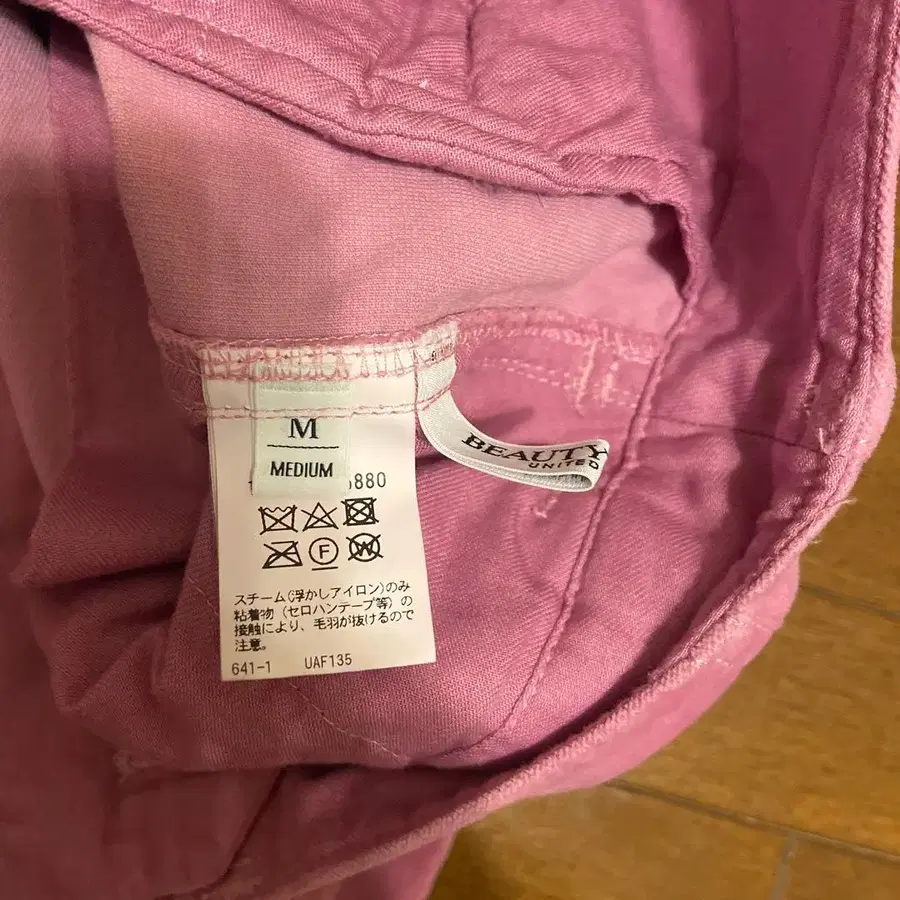 M
MEDIUM
880
F
W
BEAUTY
UNITED
スチーム(浮かしアイロン)のみ
粘着物(セロハンテープ等)の
接触により、毛羽が抜けるので
注意。
641-1 UAF135